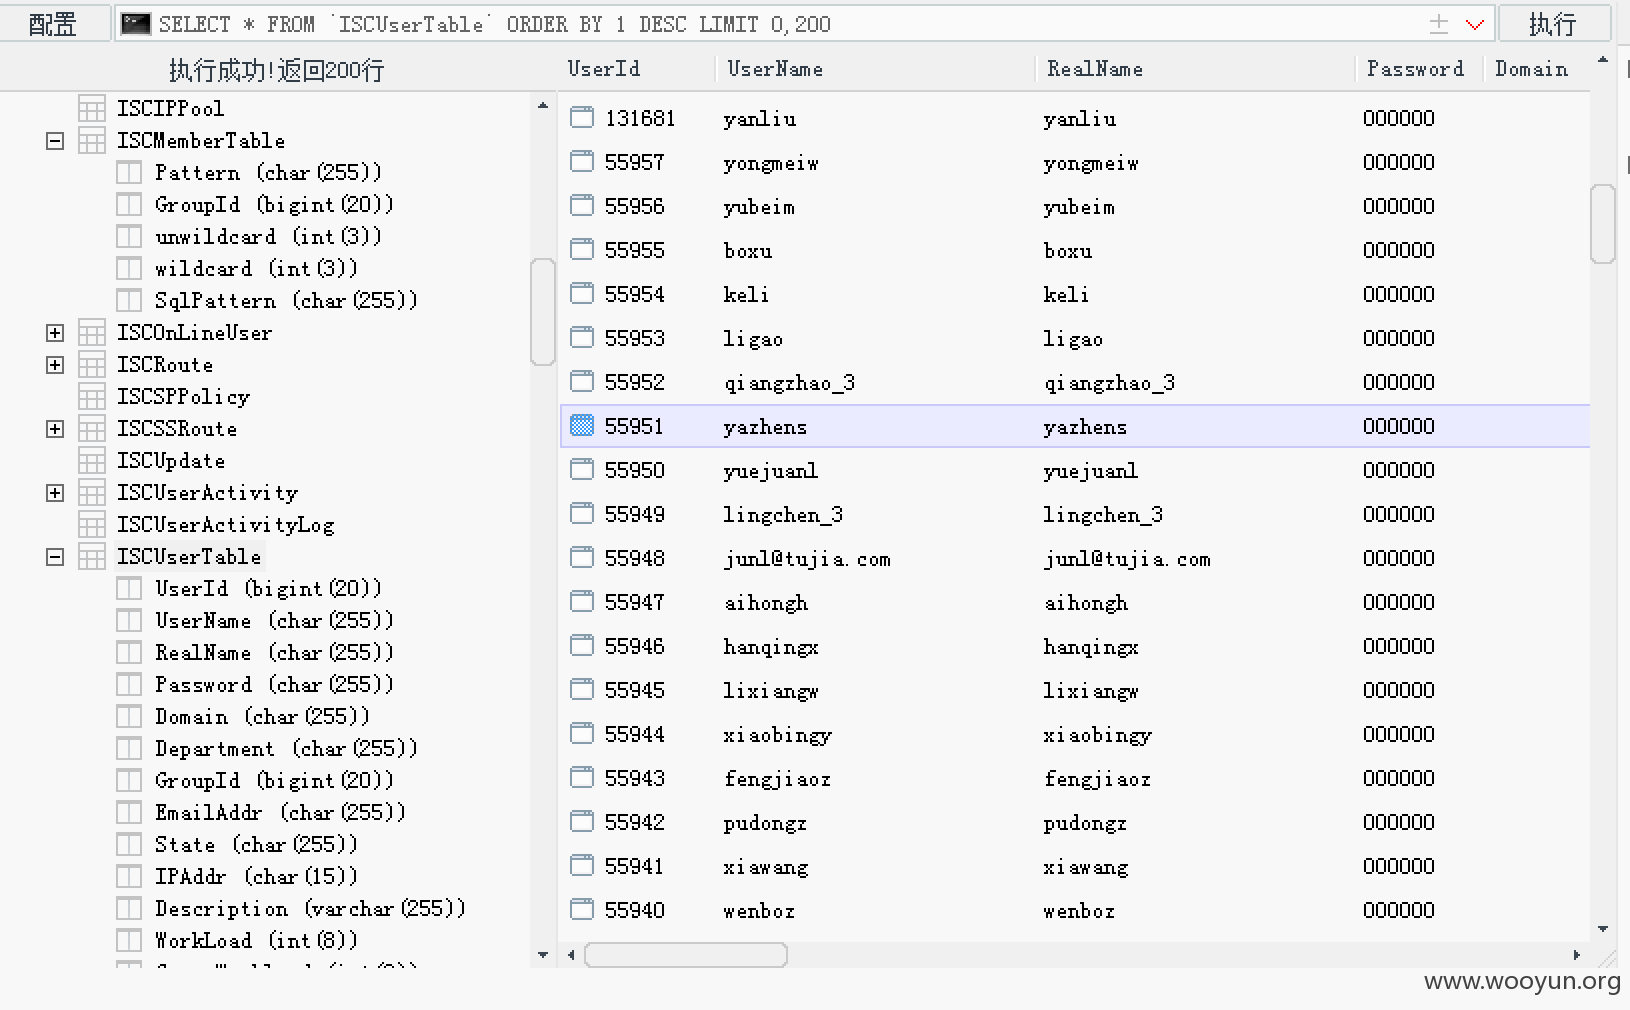 配置
SELECT * FROM `ISCUserTable` ORDER BY 1 DESC LIMIT 0,200
执行
执行成功!返回200行
ISCIPPool
ISCMemberTable
Pattern (char(255))
GroupId (bigint(20))
unwildcard (int(3))
wildcard (int(3))
SqlPattern (char(255))
ISCOnLineUser
ISCRoute
ISCSPPolicy
ISCSSRoute
ISCUpdate
ISCUserActivity
ISCUserActivityLog
ISCUserTable
UserId (bigint(20))
UserName (char(255))
RealName (char(255))
Password (char(255))
Domain (char(255))
Department (char(255))
GroupId (bigint(20))
EmailAddr (char(255))
State (char(255))
IPAddr (char(15))
Description (varchar(255))
WorkLoad (int(8))
UserId UserName RealName Password Domain
131681 yanliu yanliu 000000
55957 yongmeiw yongmeiw 000000
55956 yubeim yubeim 000000
55955 boxu boxu 000000
55954 keli keli 000000
55953 ligao ligao 000000
55952 qiangzhao_3 qiangzhao_3 000000
55951 yazhens yazhens 000000
55950 yuejuanl yuejuanl 000000
55949 lingchen_3 lingchen_3 000000
55948 junl@tujia.com junl@tujia.com 000000
55947 aihongh aihongh 000000
55946 hanqingx hanqingx 000000
55945 lixiangw lixiangw 000000
55944 xiaobingy xiaobingy 000000
55943 fengjiaoz fengjiaoz 000000
55942 pudongz pudongz 000000
55941 xiawang xiawang 000000
55940 wenboz wenboz 000000
www.wooyun.org